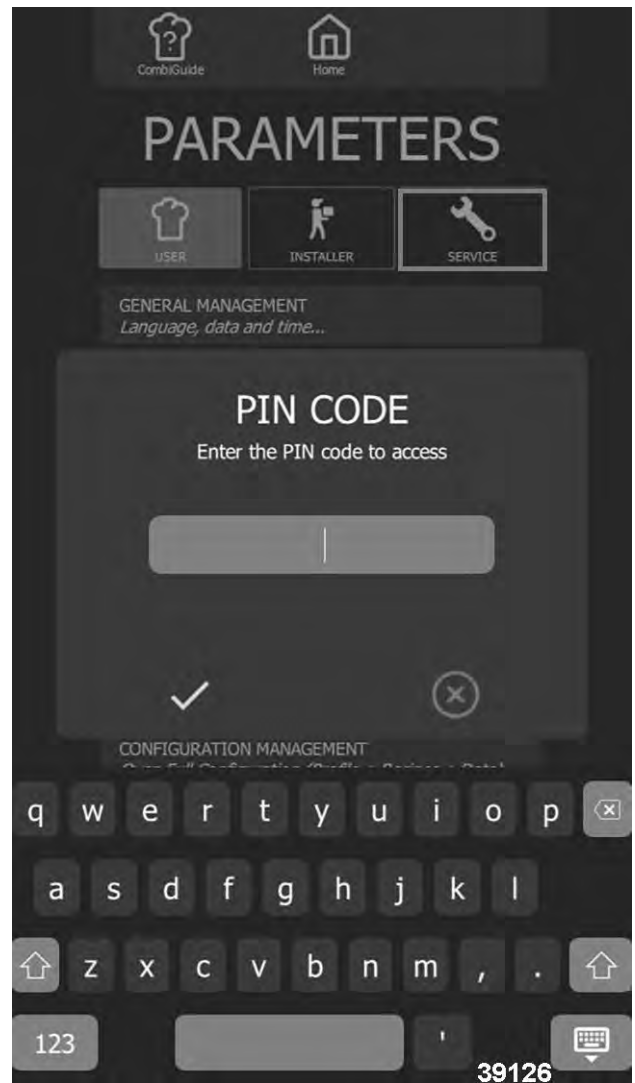 CombiGuide Home
PARAMETERS
USER INSTALLER SERVICE
GENERAL MANAGEMENT
Language, data and time...
PIN CODE
Enter the PIN code to access
CONFIGURATION MANAGEMENT
q w e r t y u i o p
a s d f g h j k l
z x c v b n m , .
123 '
39126